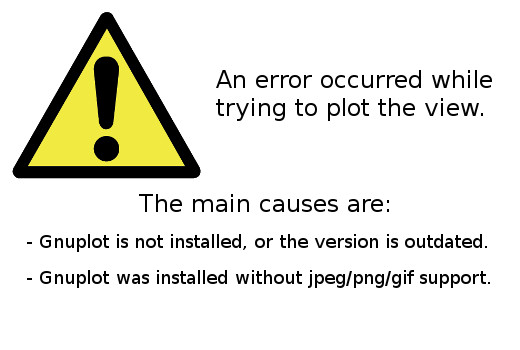 An error occurred while
trying to plot the view.
The main causes are:
- Gnuplot is not installed, or the version is outdated.
- Gnuplot was installed without jpeg/png/gif support.